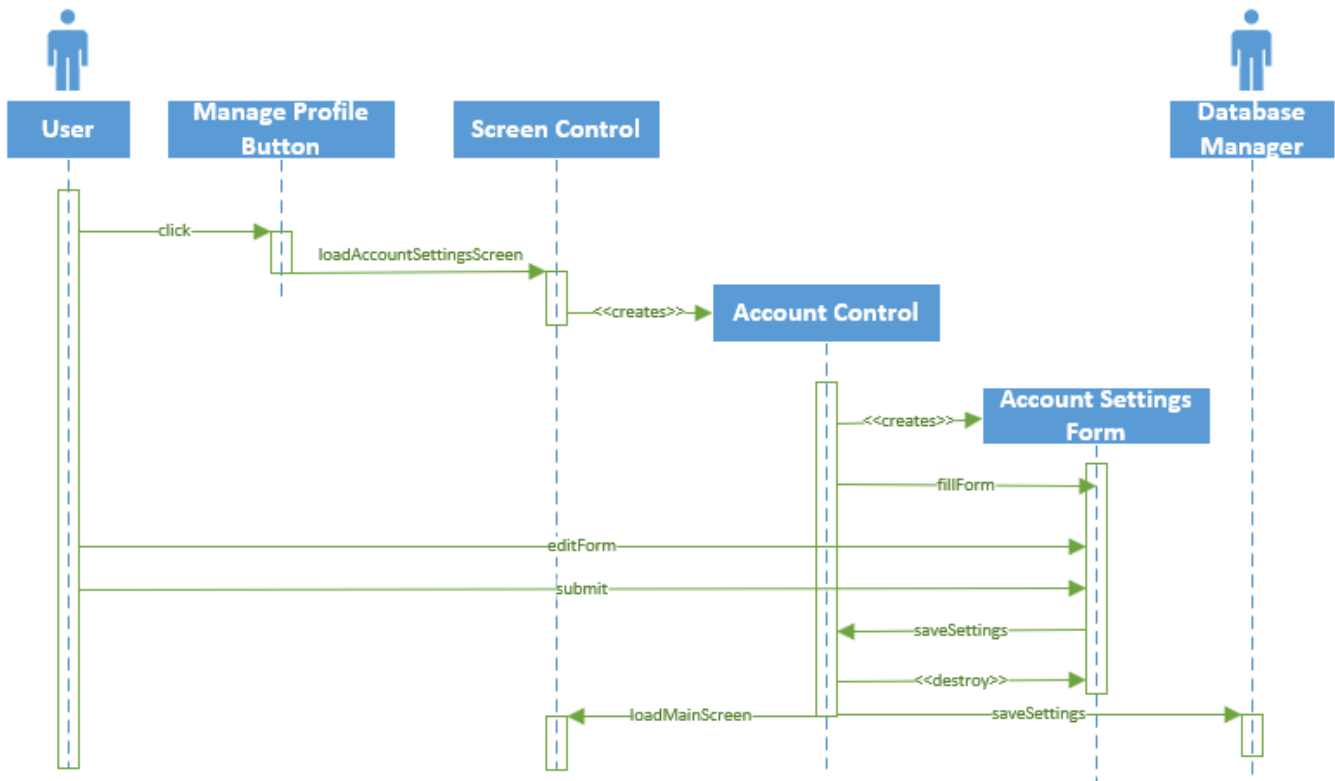 User
Manage Profile
Button
Screen Control
Database
Manager
click
loadAccountSettingsScreen
<<creates>>
Account Control
<<creates>>
Account Settings
Form
fillForm
editForm
submit
saveSettings
<<destroy>>
loadMainScreen
saveSettings